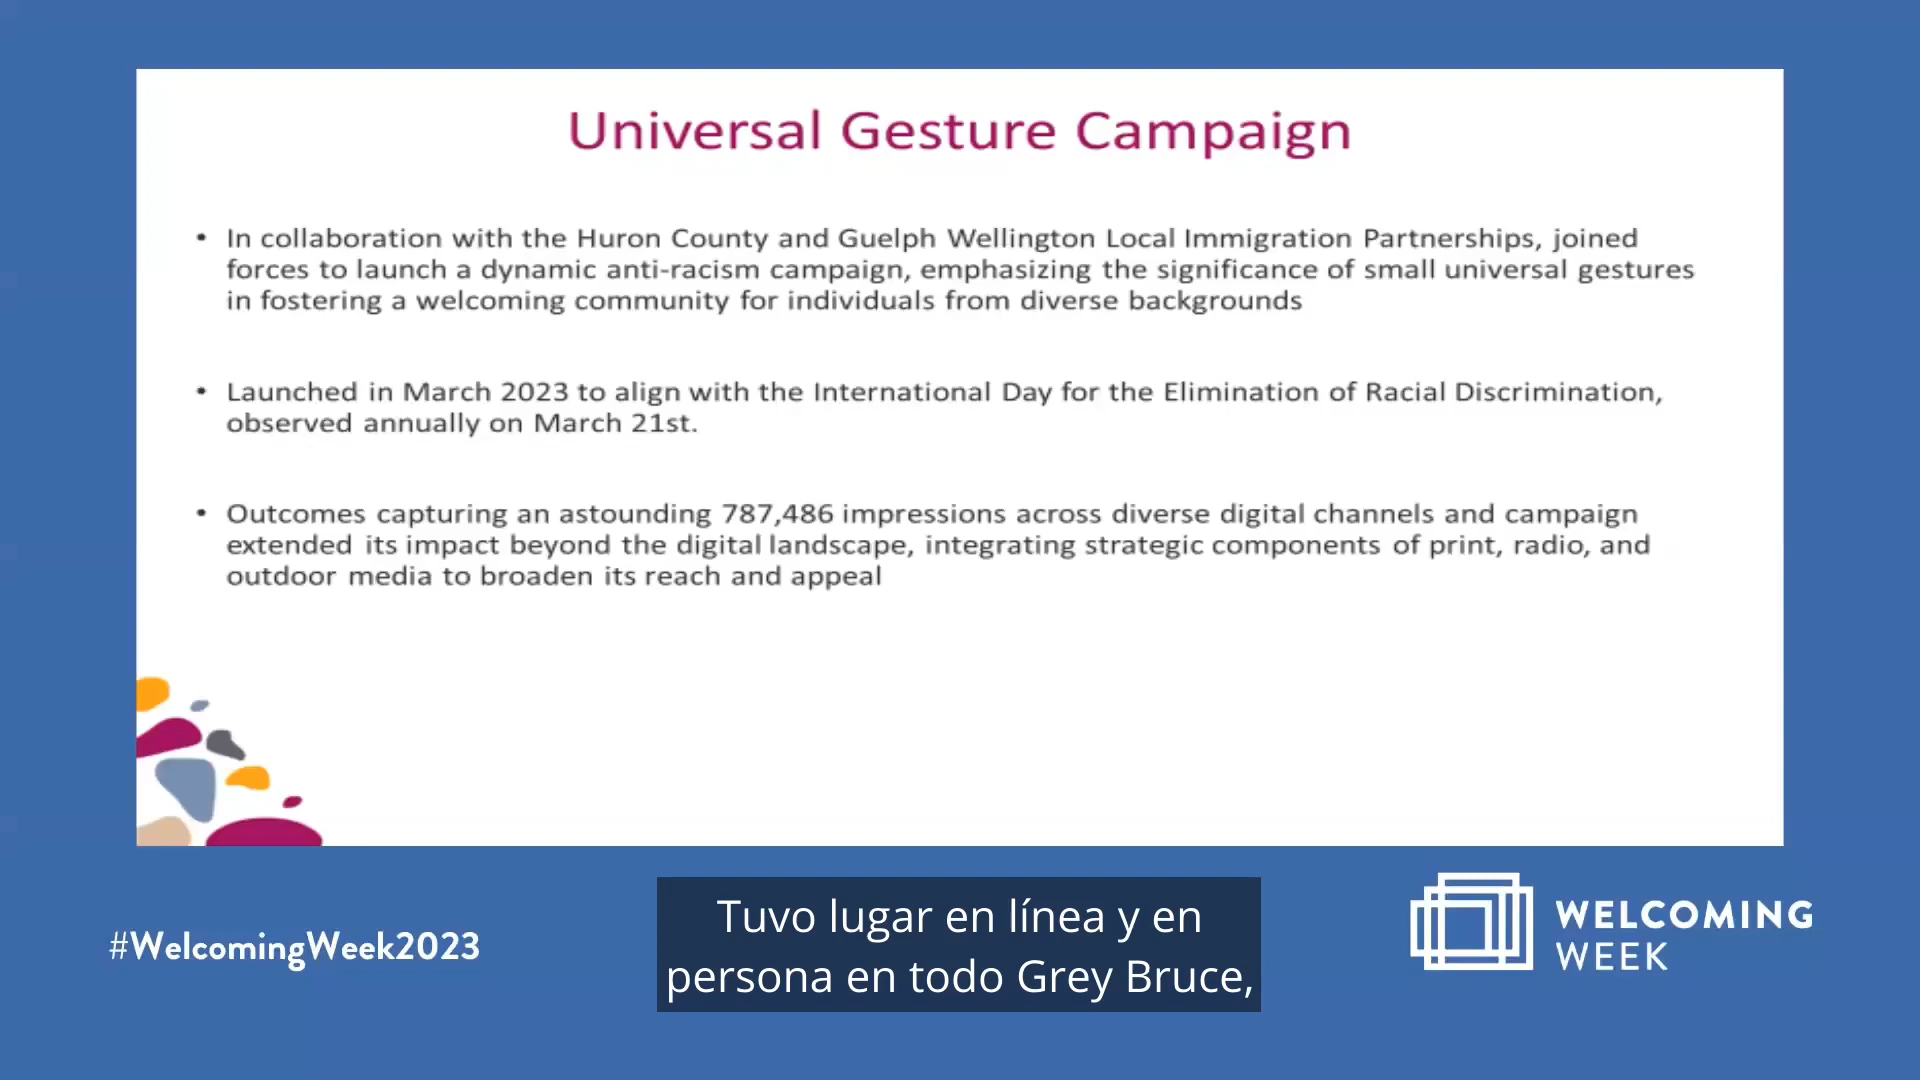 Universal Gesture Campaign
• In collaboration with the Huron County and Guelph Wellington Local Immigration Partnerships, joined
forces to launch a dynamic anti-racism campaign, emphasizing the significance of small universal gestures
in fostering a welcoming community for individuals from diverse backgrounds
• Launched in March 2023 to align with the International Day for the Elimination of Racial Discrimination,
observed annually on March 21st.
• Outcomes capturing an astounding 787,486 impressions across diverse digital channels and campaign
extended its impact beyond the digital landscape, integrating strategic components of print, radio, and
outdoor media to broaden its reach and appeal
#WelcomingWeek2023
Tuvo lugar en línea y en
persona en todo Grey Bruce,
WELCOMING
WEEK